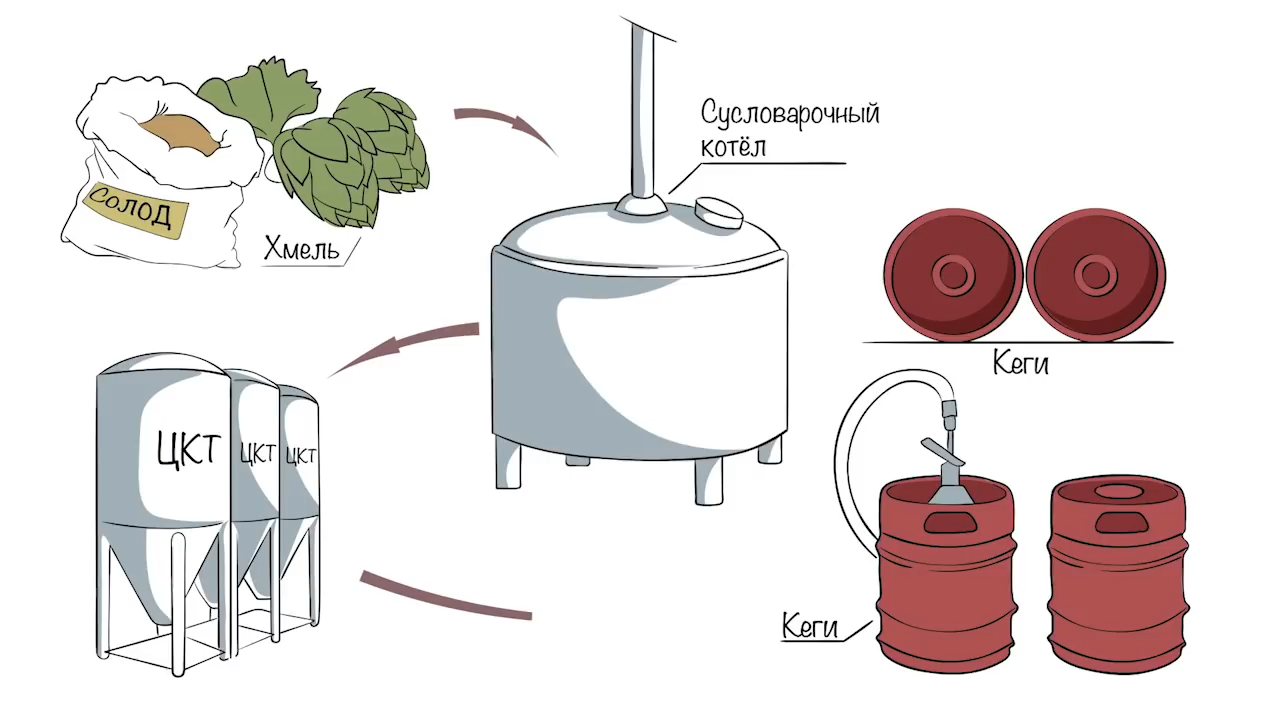 Солод
Хмель
Сусловарочный
котёл
ЦКТ
ЦКТ
ЦКТ
Кеги
Кеги